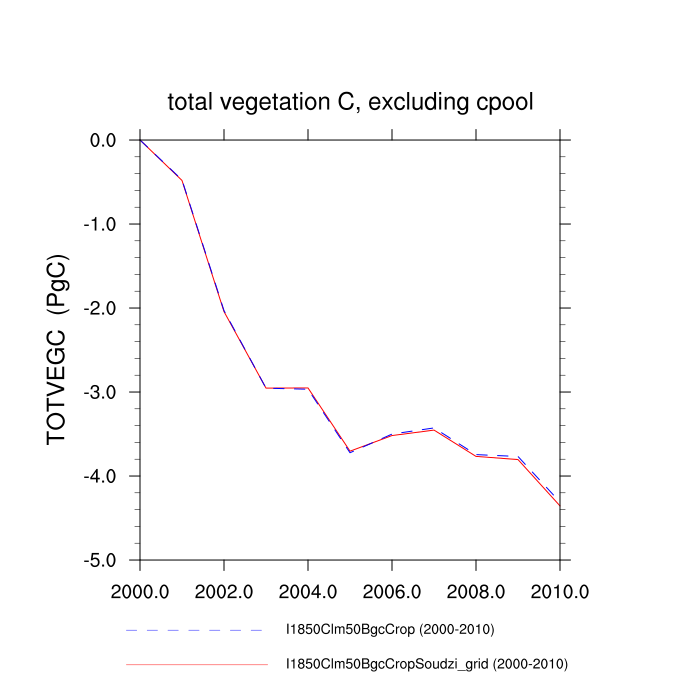 total vegetation C, excluding cpool
TOTVEGC (PgC)
0.0
-1.0
-2.0
-3.0
-4.0
-5.0
2000.0 2002.0 2004.0 2006.0 2008.0 2010.0
I1850Clm50BgcCrop (2000-2010)
I1850Clm50BgcCropSoudzi_grid (2000-2010)